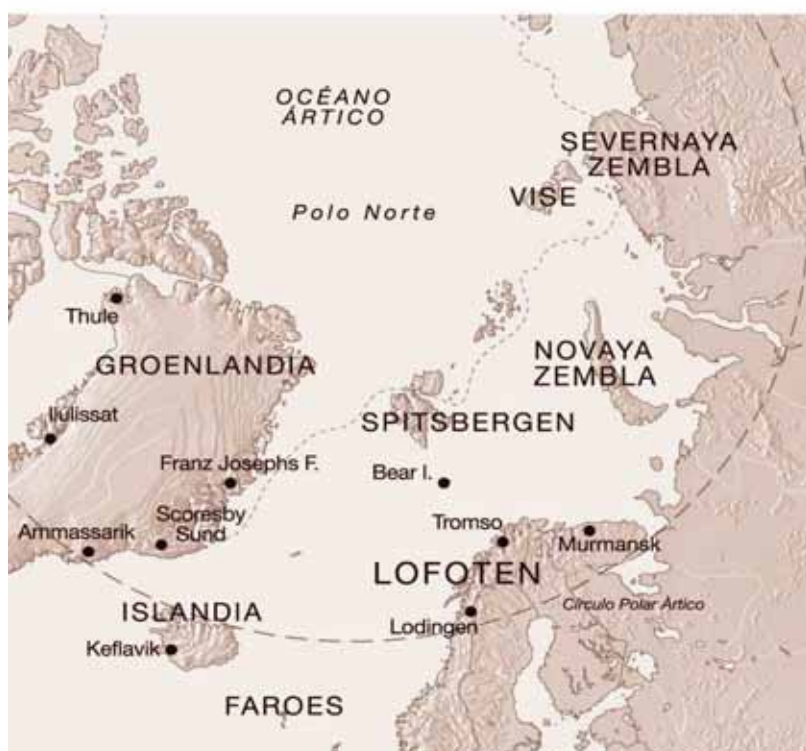 OCÉANO
ÁRTICO
SEVERNAYA
ZEMBLA
VISE
Polo Norte
Thule
GROENLANDIA
NOVAYA
ZEMBLA
Ilulissat
SPITSBERGEN
Franz Josephs F.
Bear I.
Scoresby
Sund
Ammassarik
Tromso
Murmansk
LOFOTEN
ISLANDIA
Círculo Polar Ártico
Lodingen
Keflavik
FAROES